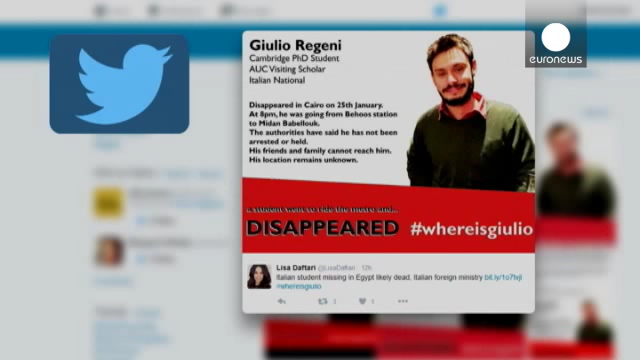 euronews
Giulio Regeni
Cambridge PhD Student
AUC Visiting Scholar
Italian National
Disappeared in Cairo on 25th January.
At 8pm, he was going from Behoos station
to Midan Babellouk.
The authorities have said he has not been
arrested or held.
His friends and family cannot reach him.
His location remains unknown.
a student went to ride the metro and...
DISAPPEARED #whereisgiulio
Lisa Daftari @LisaDaftari · 12h
Italian student missing in Egypt likely dead, Italian foreign ministry bit.ly/1o7lvjl
#whereisgiulio